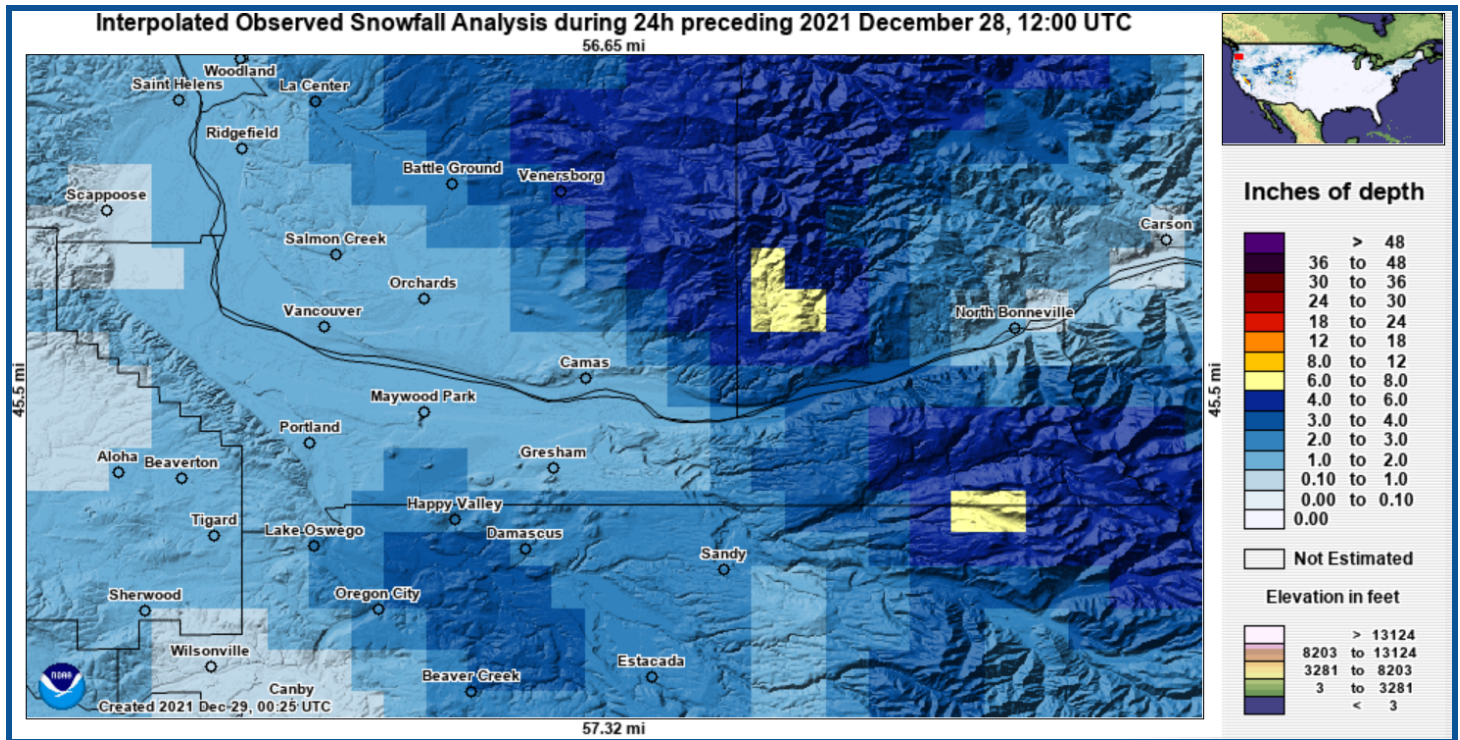 Interpolated Observed Snowfall Analysis during 24h preceding 2021 December 28, 12:00 UTC
56.65 mi
Woodland
Saint Helens
La Center
Ridgefield
Battle Ground
Venersborg
Scappoose
Carson
Salmon Creek
Orchards
Vancouver
North Bonneville
Camas
45.5 mi
45.5 mi
Maywood Park
Portland
Gresham
Aloha
Beaverton
Happy Valley
Tigard
Lake Oswego
Damascus
Sandy
Sherwood
Oregon City
Wilsonville
Estacada
Beaver Creek
Canby
NOAA
Created 2021 Dec-29, 00:25 UTC
57.32 mi
Inches of depth
> 48
36 to 48
30 to 36
24 to 30
18 to 24
12 to 18
8.0 to 12
6.0 to 8.0
4.0 to 6.0
3.0 to 4.0
2.0 to 3.0
1.0 to 2.0
0.10 to 1.0
0.00 to 0.10
0.00
Not Estimated
Elevation in feet
> 13124
8203 to 13124
3281 to 8203
3 to 3281
< 3